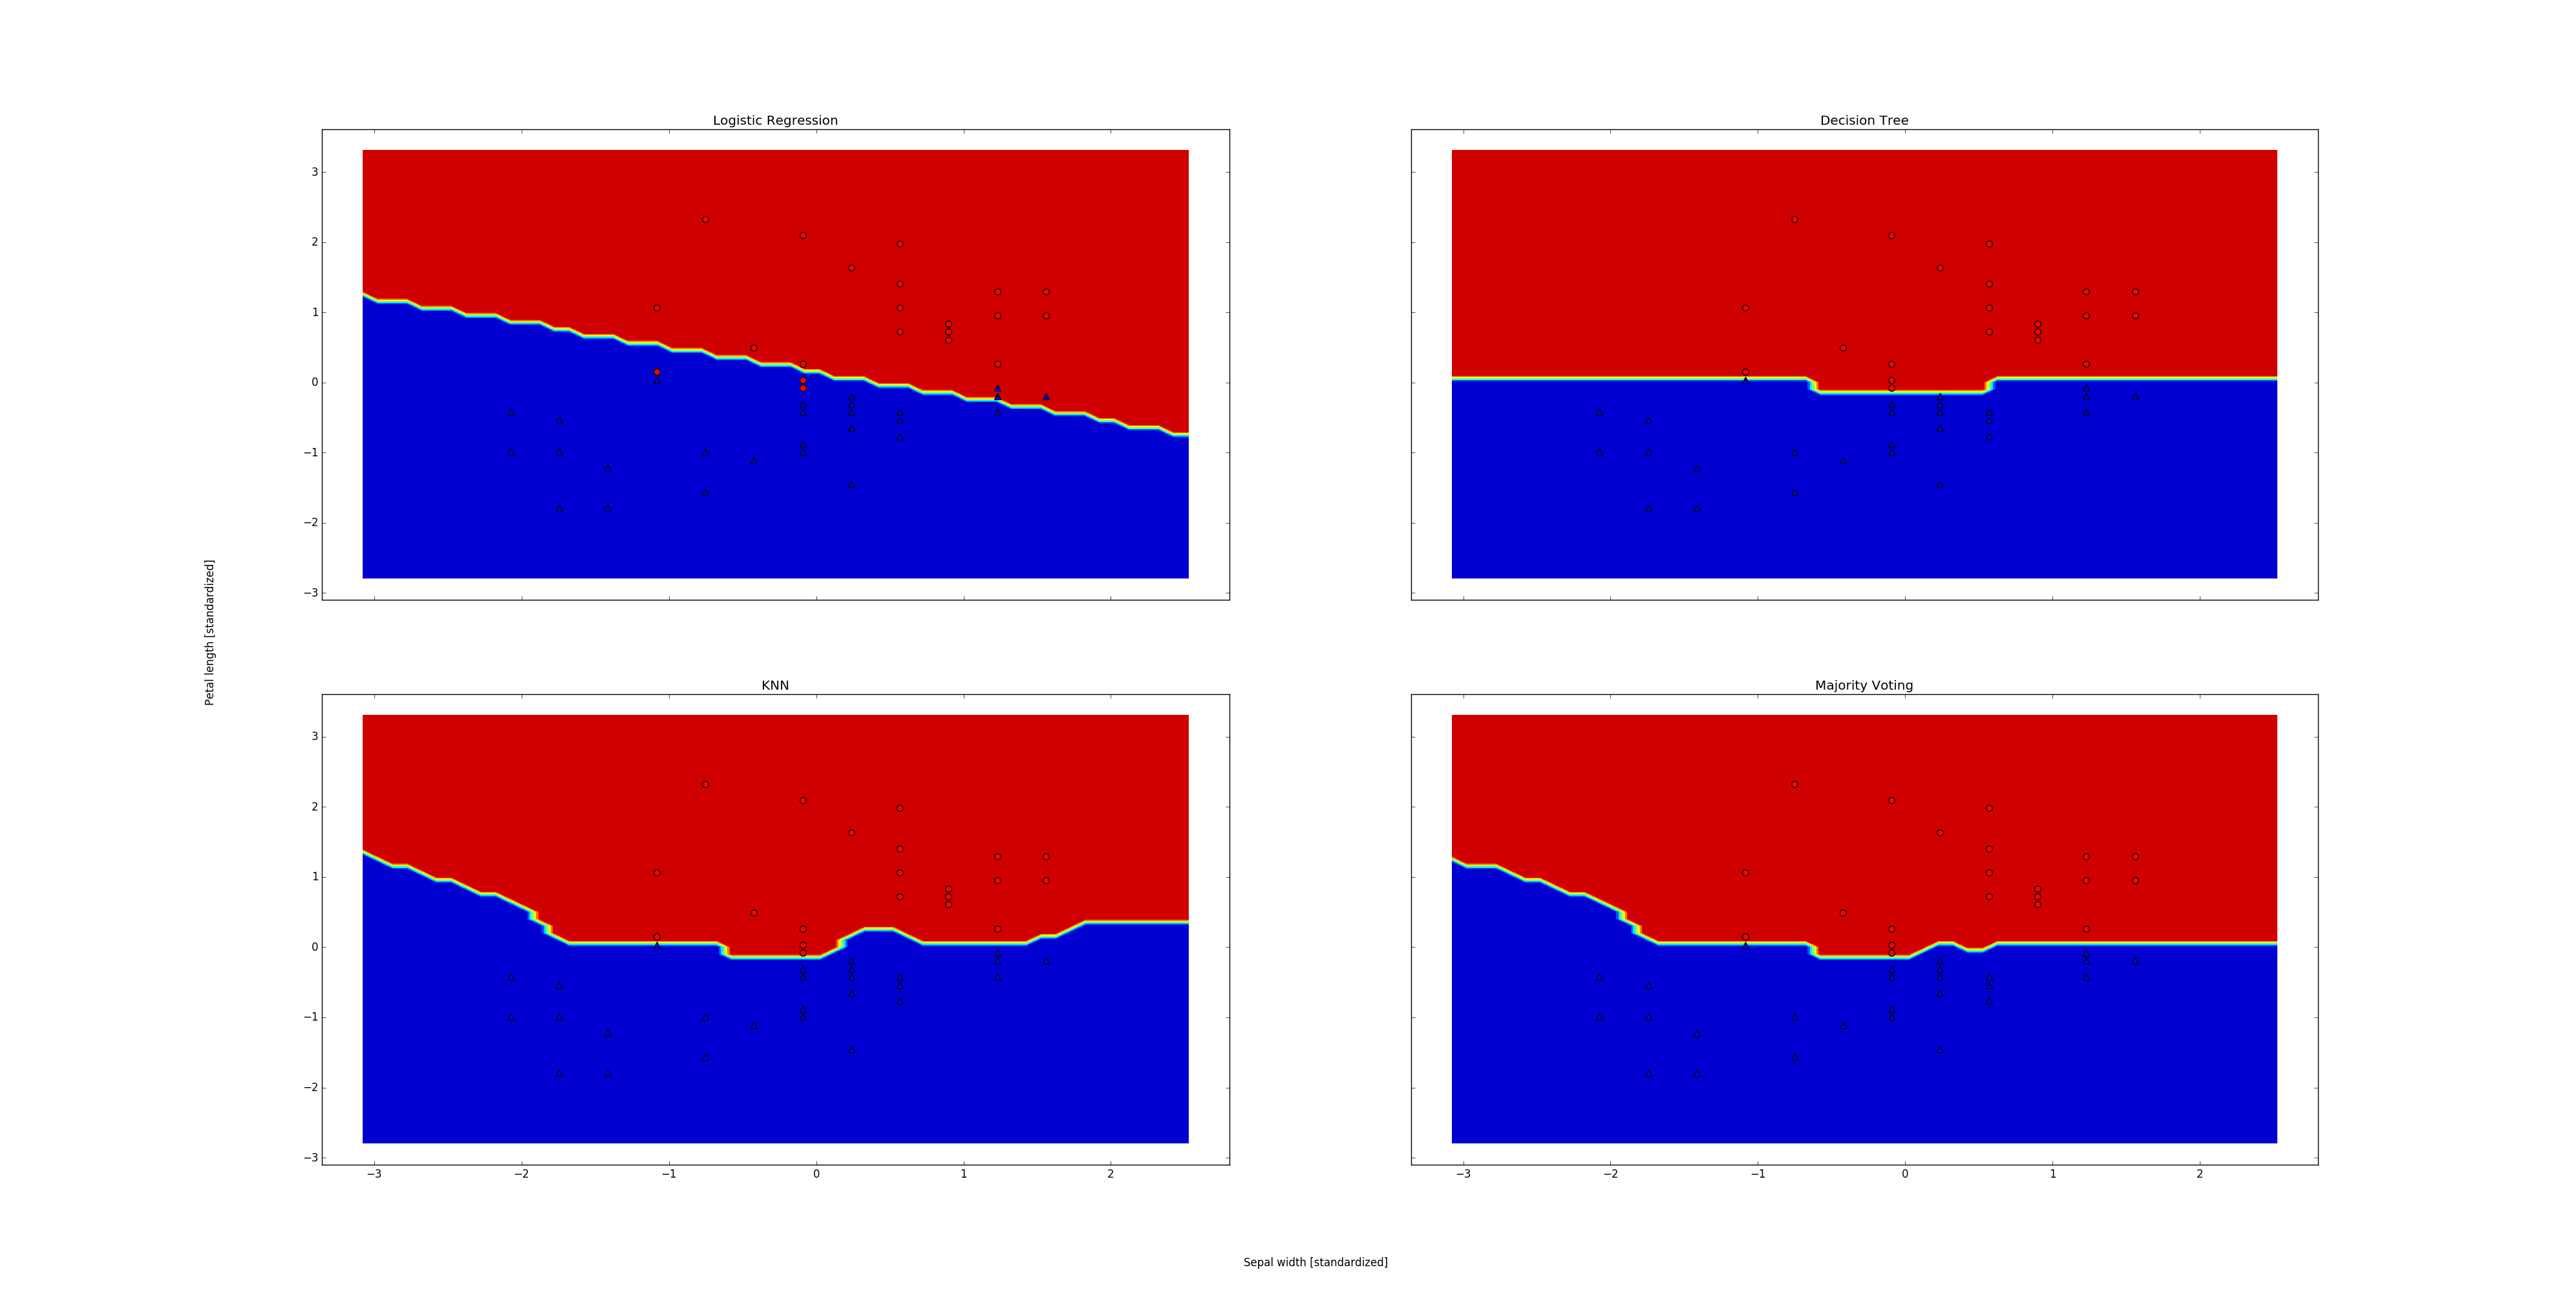 Logistic Regression
3
2
1
0
−1
−2
−3
Decision Tree
Petal length [standardized]
KNN
3
2
1
0
−1
−2
−3
−3 −2 −1 0 1 2
Majority Voting
−3 −2 −1 0 1 2
Sepal width [standardized]